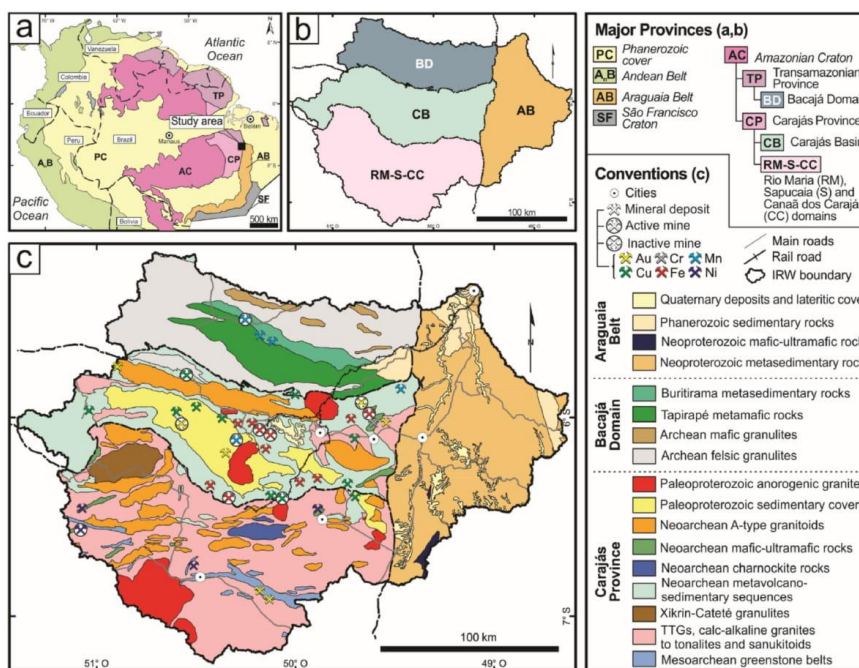 a
Atlantic
Ocean
Venezuela
Colombia
Ecuador
Peru
Brazil
Bolivia
Manaus
Belém
Study area
TP
PC
AC
CP
AB
SF
A,B
Pacific
Ocean
500 km
b
BD
CB
AB
RM-S-CC
100 km
Major Provinces (a,b)
PC
Phanerozoic
cover
A,B
Andean Belt
AB
Araguaia Belt
SF
São Francisco
Craton
AC
Amazonian Craton
TP
Transamazonian
Province
BD
Bacajá Doma
CP
Carajás Province
CB
Carajás Basin
RM-S-CC
Rio Maria (RM),
Sapucaia (S) and
Canaã dos Carajá
(CC) domains
Conventions (c)
Cities
Mineral deposit
Active mine
Inactive mine
Au Cr Mn
Cu Fe Ni
Main roads
Rail road
IRW boundary
c
N
6° S
7° S
51° O
50° O
49° O
100 km
Araguaia
Belt
Quaternary deposits and lateritic cove
Phanerozoic sedimentary rocks
Neoproterozoic mafic-ultramafic rock
Neoproterozoic metasedimentary roc
Bacajá
Domain
Buritirama metasedimentary rocks
Tapirapé metamafic rocks
Archean mafic granulites
Archean felsic granulites
Carajás
Province
Paleoproterozoic anorogenic granite
Paleoproterozoic sedimentary cover
Neoarchean A-type granitoids
Neoarchean mafic-ultramafic rocks
Neoarchean charnockite rocks
Neoarchean metavolcano-
sedimentary sequences
Xikrin-Cateté granulites
TTGs, calc-alkaline granites
to tonalites and sanukitoids
Mesoarchean greenstone belts